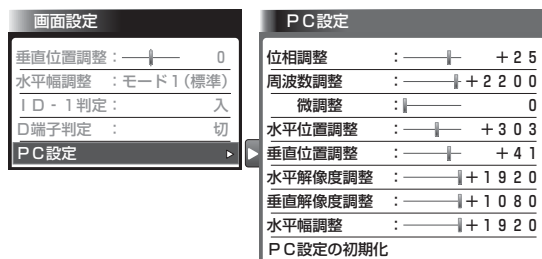 画面設定
垂直位置調整： 0
水平幅調整 ：モード１(標準)
ＩＤ‐１判定： 入
Ｄ端子判定 ： 切
ＰＣ設定
ＰＣ設定
位相調整 ： ＋２５
周波数調整 ： ＋２２００
微調整 ： ０
水平位置調整 ： ＋３０３
垂直位置調整 ： ＋４１
水平解像度調整 ： ＋１９２０
垂直解像度調整 ： ＋１０８０
水平幅調整 ： ＋１９２０
ＰＣ設定の初期化